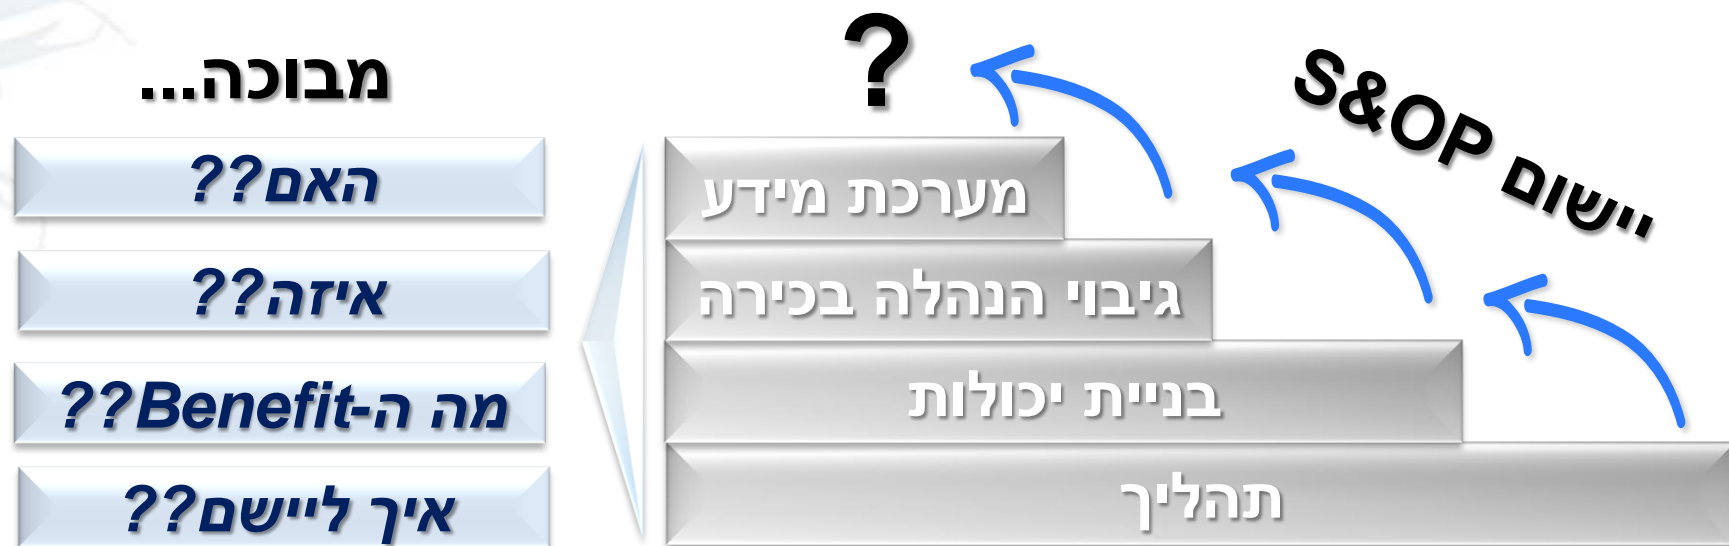 יישום S&OP
?
מערכת מידע
גיבוי הנהלה בכירה
בניית יכולות
תהליך
מבוכה...
האם??
איזה??
מה ה-Benefit??
איך ליישם??